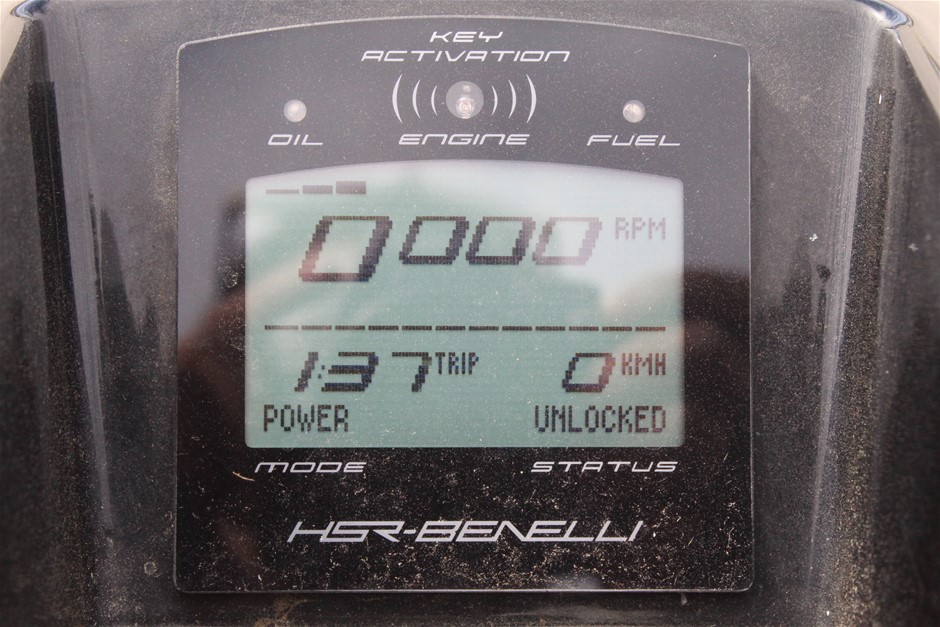 KEY
ACTIVATION
OIL ENGINE FUEL
0000 RPM
1:37 TRIP 0 KMH
POWER UNLOCKED
MODE STATUS
HSR-BENELLI